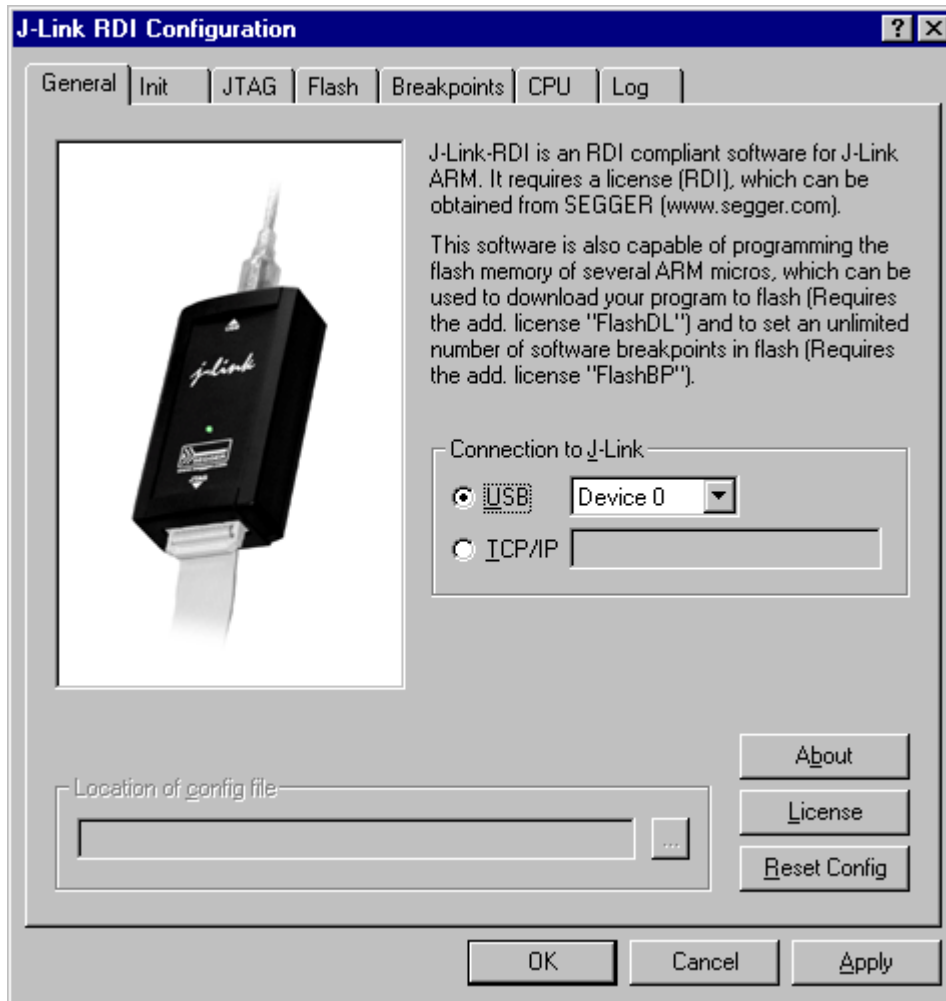 J-Link RDI Configuration
General Init JTAG Flash Breakpoints CPU Log
J-Link-RDI is an RDI compliant software for J-Link
ARM. It requires a license (RDI), which can be
obtained from SEGGER (www.segger.com).
This software is also capable of programming the
flash memory of several ARM micros, which can be
used to download your program to flash (Requires
the add. license "FlashDL") and to set an unlimited
number of software breakpoints in flash (Requires
the add. license "FlashBP").
j-link
JTAG
Connection to J-Link
USB Device 0
TCP/IP
Location of config file
...
About
License
Reset Config
OK Cancel Apply